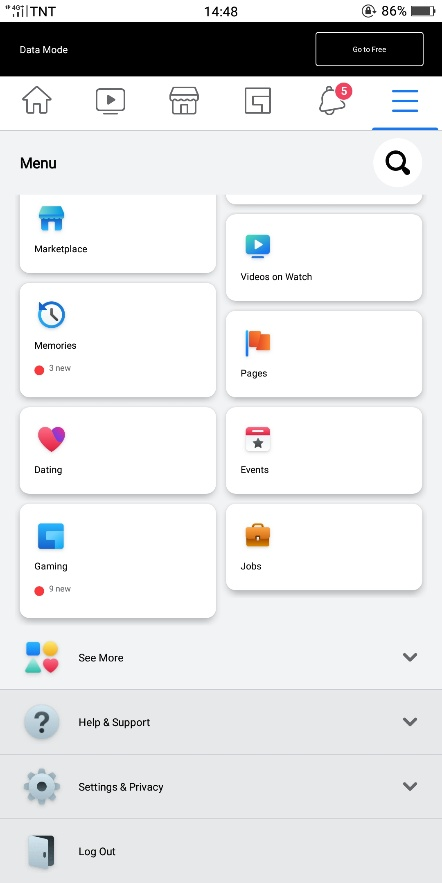 4G TNT 14:48 86%
Data Mode
Go to Free
5
Menu
Marketplace
Videos on Watch
Memories
3 new
Pages
Dating
Events
Gaming
9 new
Jobs
See More
Help & Support
Settings & Privacy
Log Out